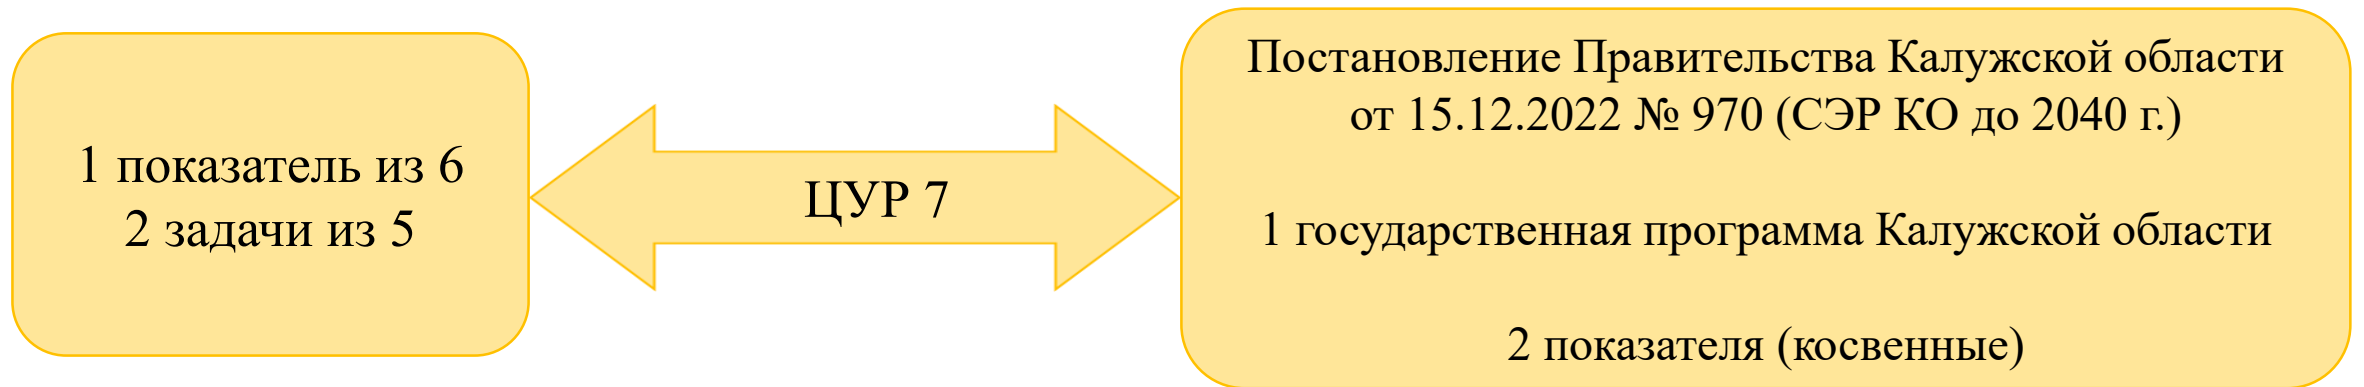 1 показатель из 6
2 задачи из 5
ЦУР 7
Постановление Правительства Калужской области
от 15.12.2022 № 970 (СЭР КО до 2040 г.)
1 государственная программа Калужской области
2 показателя (косвенные)